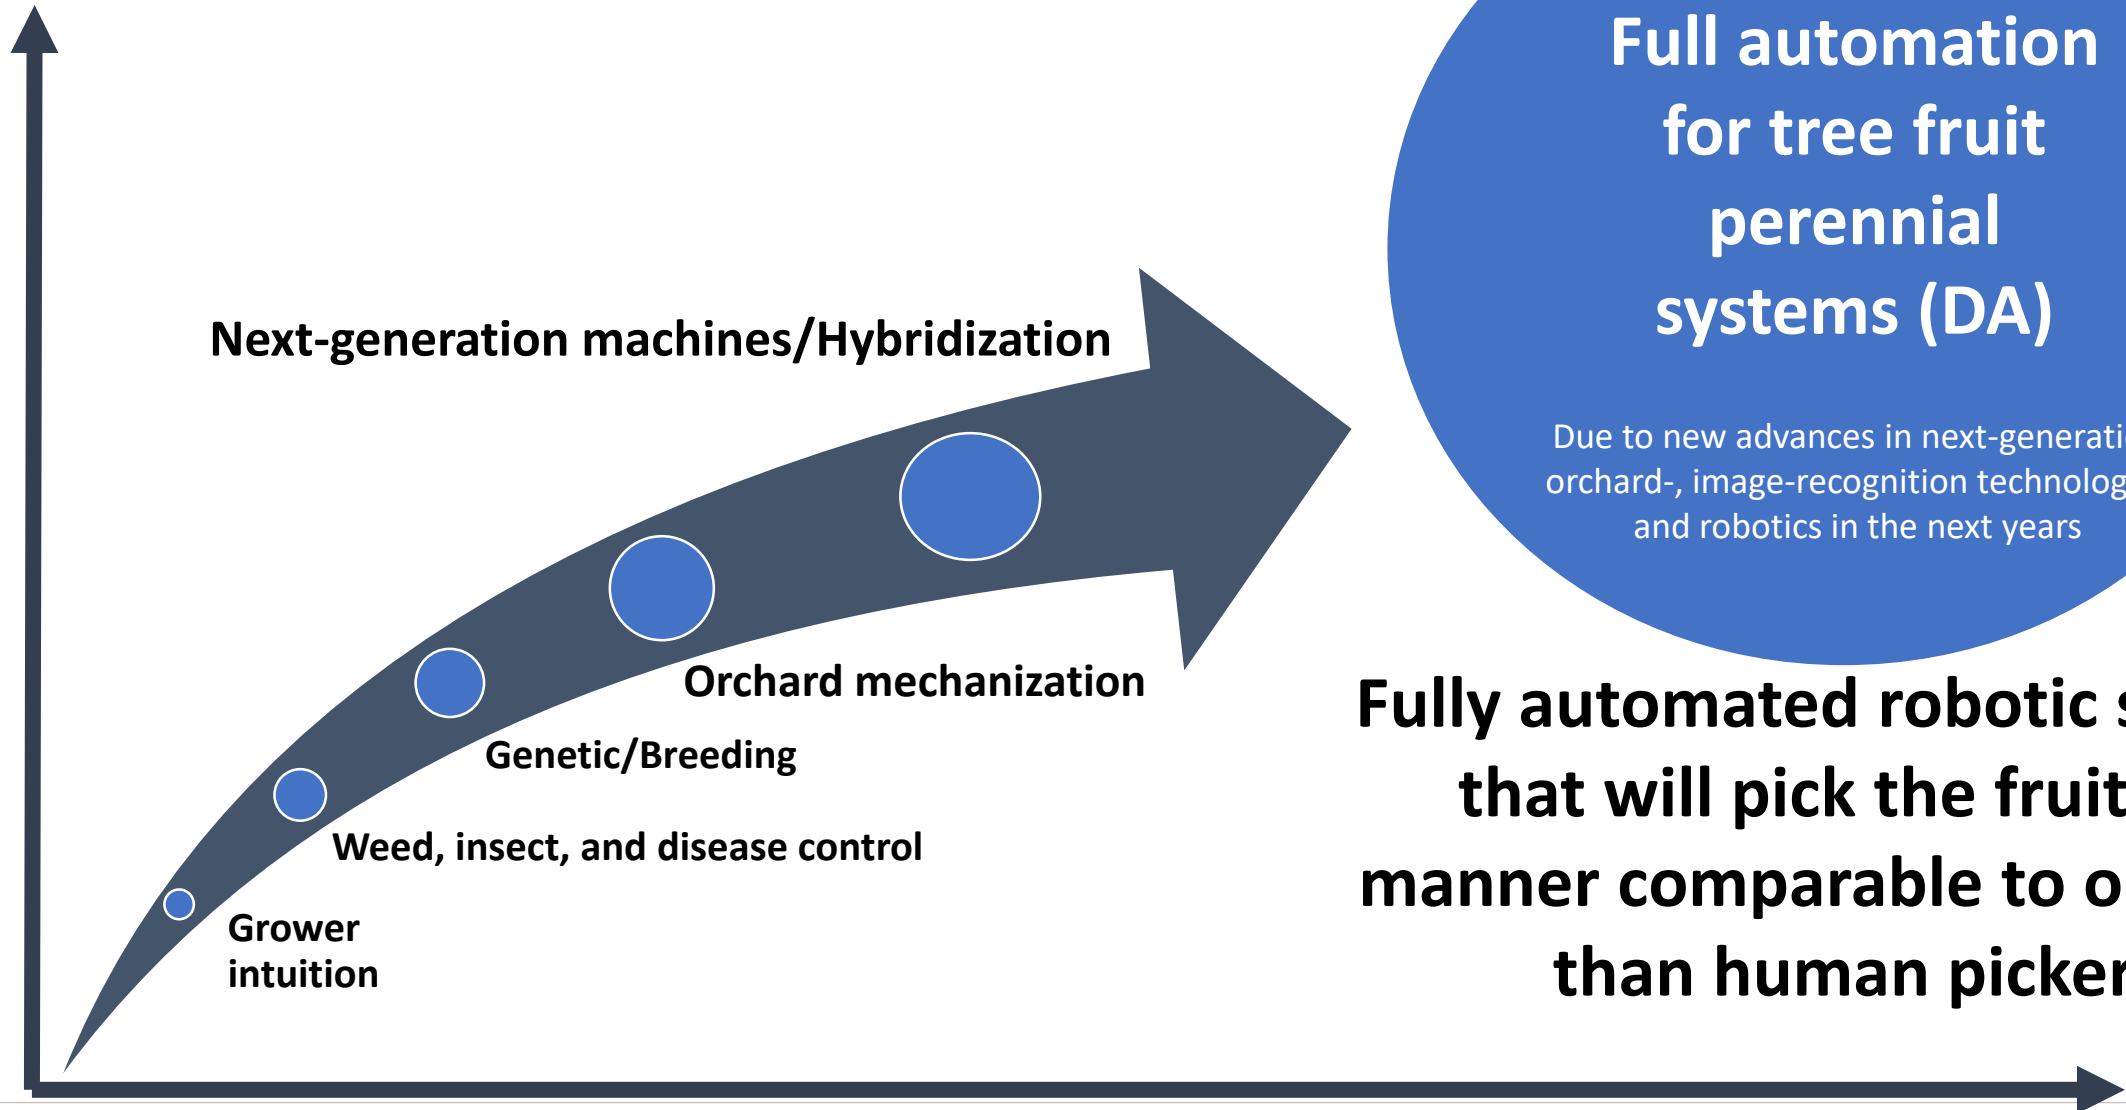 Full automation
for tree fruit
perennial
systems (DA)
Due to new advances in next-generati
orchard-, image-recognition technolog
and robotics in the next years
Next-generation machines/Hybridization
Orchard mechanization
Genetic/Breeding
Weed, insect, and disease control
Grower
intuition
Fully automated robotic
that will pick the fruit
manner comparable to o
than human picker